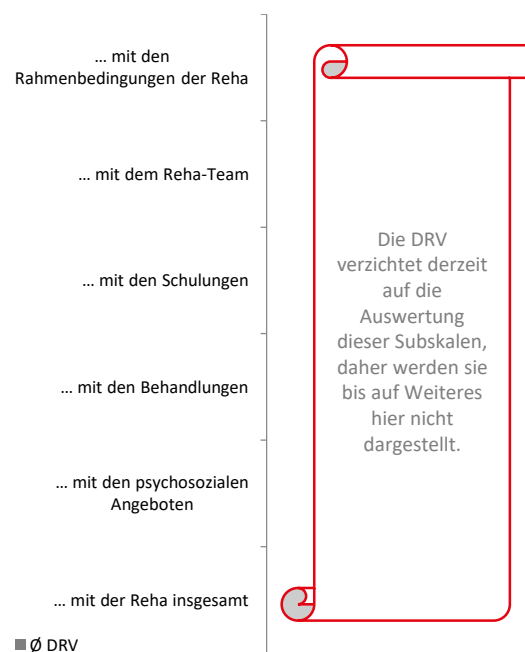 ... mit den
Rahmenbedingungen der Reha
... mit dem Reha-Team
... mit den Schulungen
... mit den Behandlungen
... mit den psychosozialen
Angeboten
... mit der Reha insgesamt
Die DRV
verzichtet derzeit
auf die
Auswertung
dieser Subskalen,
daher werden sie
bis auf Weiteres
hier nicht
dargestellt.
Ø DRV